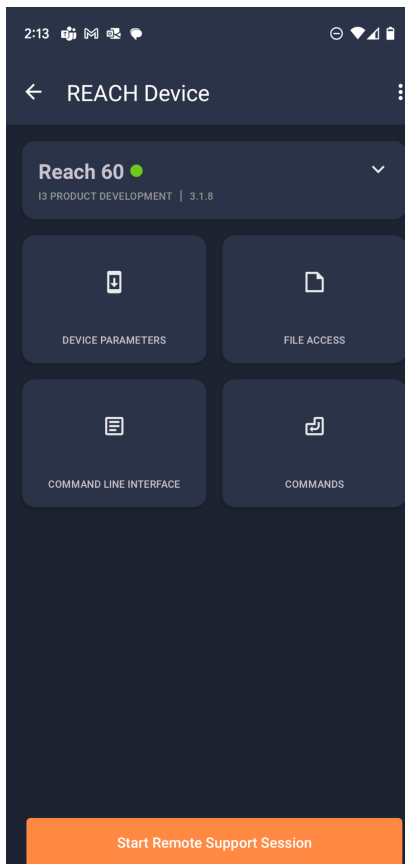 2:13
REACH Device
Reach 60
I3 PRODUCT DEVELOPMENT | 3.1.8
DEVICE PARAMETERS
FILE ACCESS
COMMAND LINE INTERFACE
COMMANDS
Start Remote Support Session